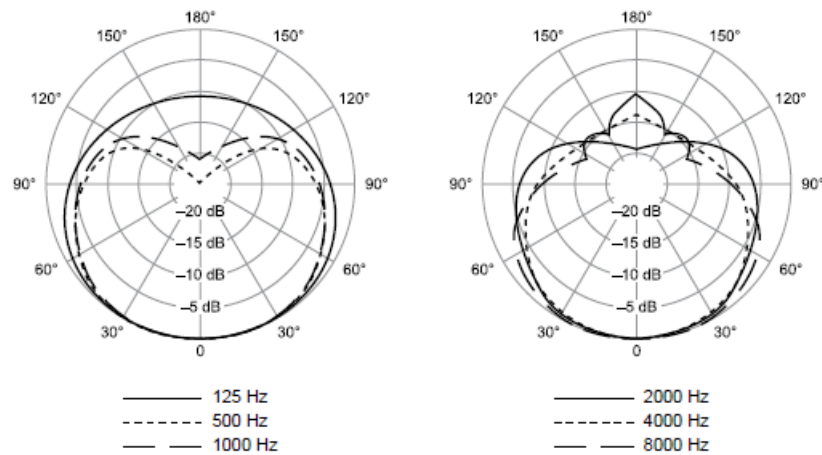 180°
150° 150°
120° 120°
90° 90°
–20 dB
–15 dB
60° 60°
–10 dB
–5 dB
30° 30°
0
125 Hz
500 Hz
1000 Hz
180°
150° 150°
120° 120°
90° 90°
–20 dB
–15 dB
60° 60°
–10 dB
–5 dB
30° 30°
0
2000 Hz
4000 Hz
8000 Hz